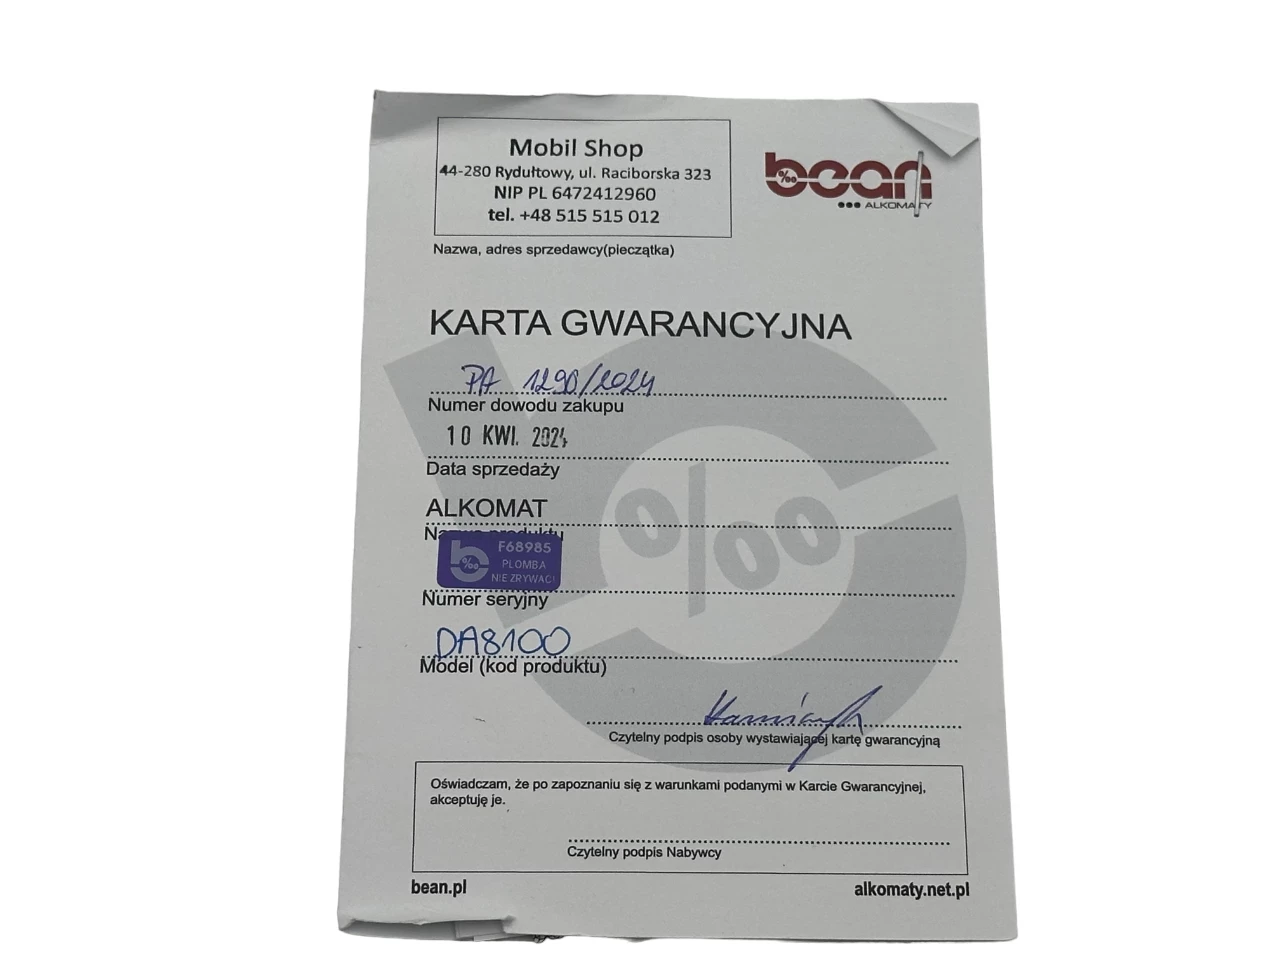 Mobil Shop
44-280 Rydułtowy, ul. Raciborska 323
NIP PL 6472412960
tel. +48 515 515 012
bean
ALKOMATY
Nazwa, adres sprzedawcy(pieczątka)
KARTA GWARANCYJNA
PA 1290/2024
Numer dowodu zakupu
10 KWI. 2024
Data sprzedaży
ALKOMAT
Nazwa produktu
F68985
PLOMBA
NIE ZRYWAĆ!
Numer seryjny
DA8100
Model (kod produktu)
Czytelny podpis osoby wystawiającej kartę gwarancyjną
Oświadczam, że po zapoznaniu się z warunkami podanymi w Karcie Gwarancyjnej,
akceptuję je.
Czytelny podpis Nabywcy
bean.pl
alkomaty.net.pl